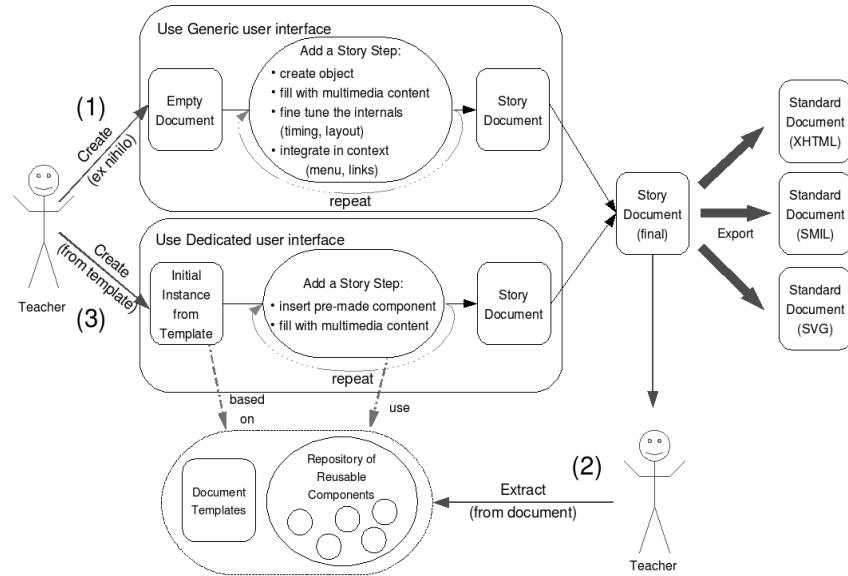 Use Generic user interface
Add a Story Step:
• create object
• fill with multimedia content
• fine tune the internals
(timing, layout)
• integrate in context
(menu, links)
repeat
Empty
Document
Story
Document
(1)
Create
(ex nihilo)
Teacher
Create
(from template)
(3)
Use Dedicated user interface
Initial
Instance
from
Template
Add a Story Step:
• insert pre-made component
• fill with multimedia content
repeat
Story
Document
Story
Document
(final)
Export
Standard
Document
(XHTML)
Standard
Document
(SMIL)
Standard
Document
(SVG)
based
on
use
Document
Templates
Repository of
Reusable
Components
(2)
Extract
(from document)
Teacher